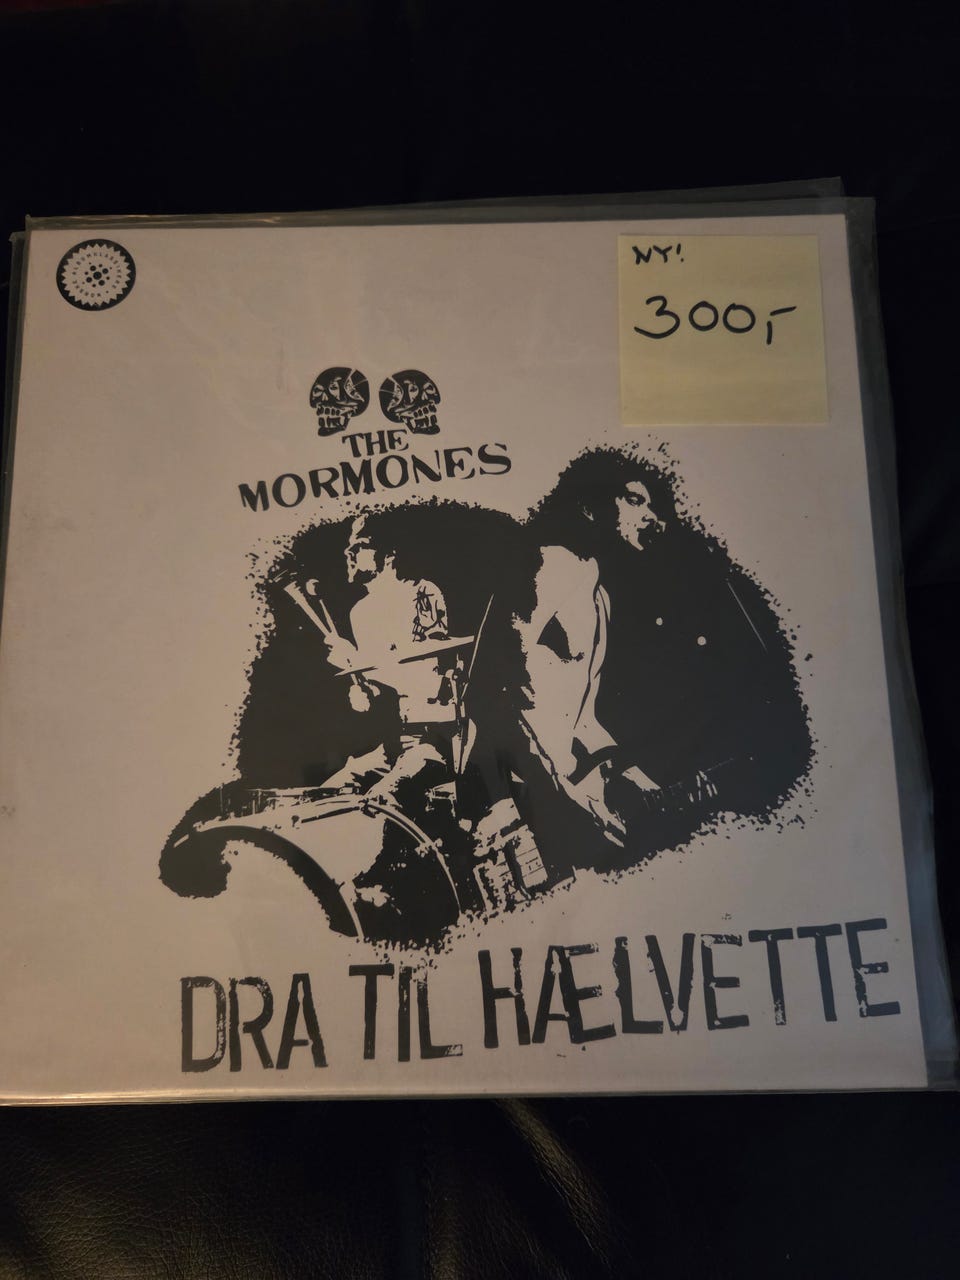 NY!
300,-
THE
MORMONES
DRA TIL HÆLVETTE